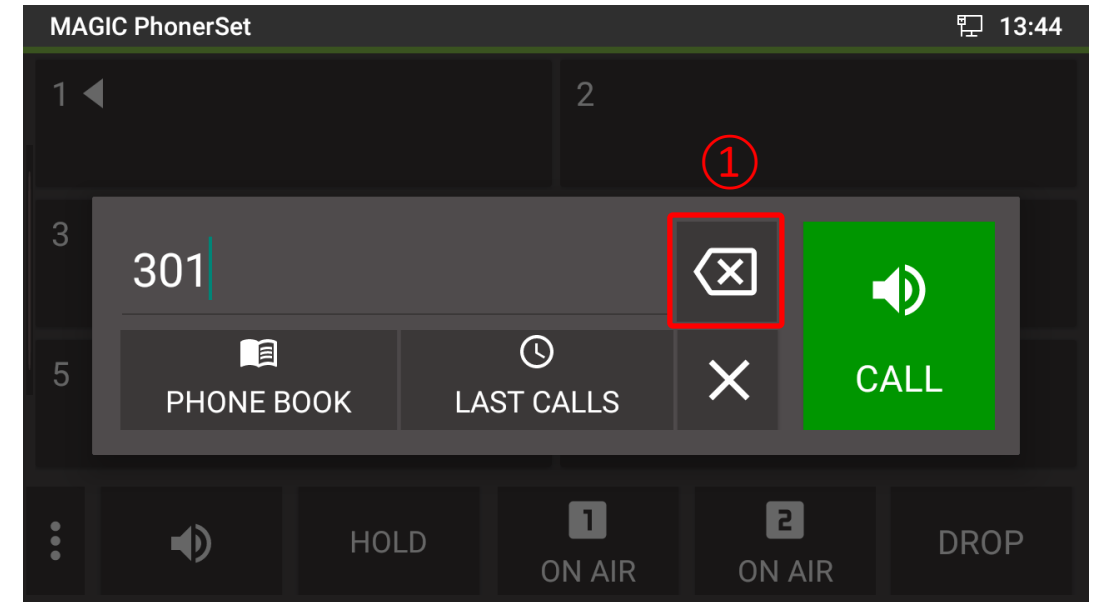 MAGIC PhonerSet 13:44
1 2
①
3
301
CALL
5
PHONE BOOK LAST CALLS
HOLD
1 ON AIR
2 ON AIR
DROP